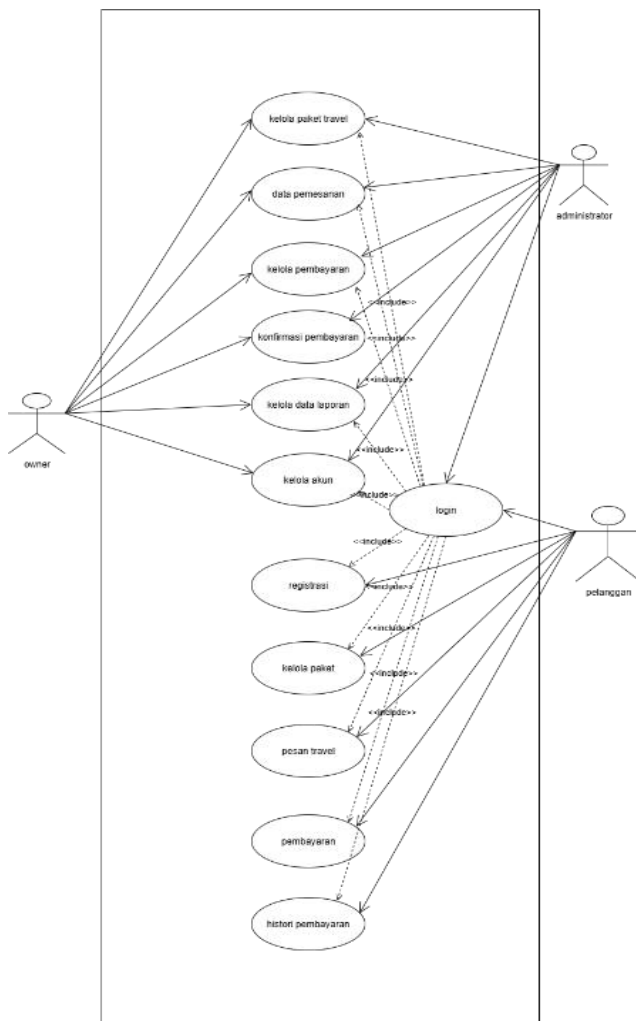 kelola paket travel
data pemesanan
administrator
kelola pembayaran
<<include>>
konfirmasi pembayaran
<<include>>
<<include>>
kelola data laporan
owner
<<include>>
kelola akun
<<include>>
login
<<include>>
registrasi
<<include>>
pelanggan
<<include>>
kelola paket
<<include>>
<<include>>
pesan travel
pembayaran
histori pembayaran